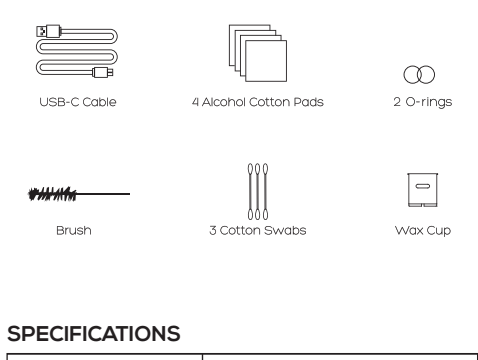 USB-C Cable
4 Alcohol Cotton Pads
2 O-rings
Brush
3 Cotton Swabs
Wax Cup
SPECIFICATIONS